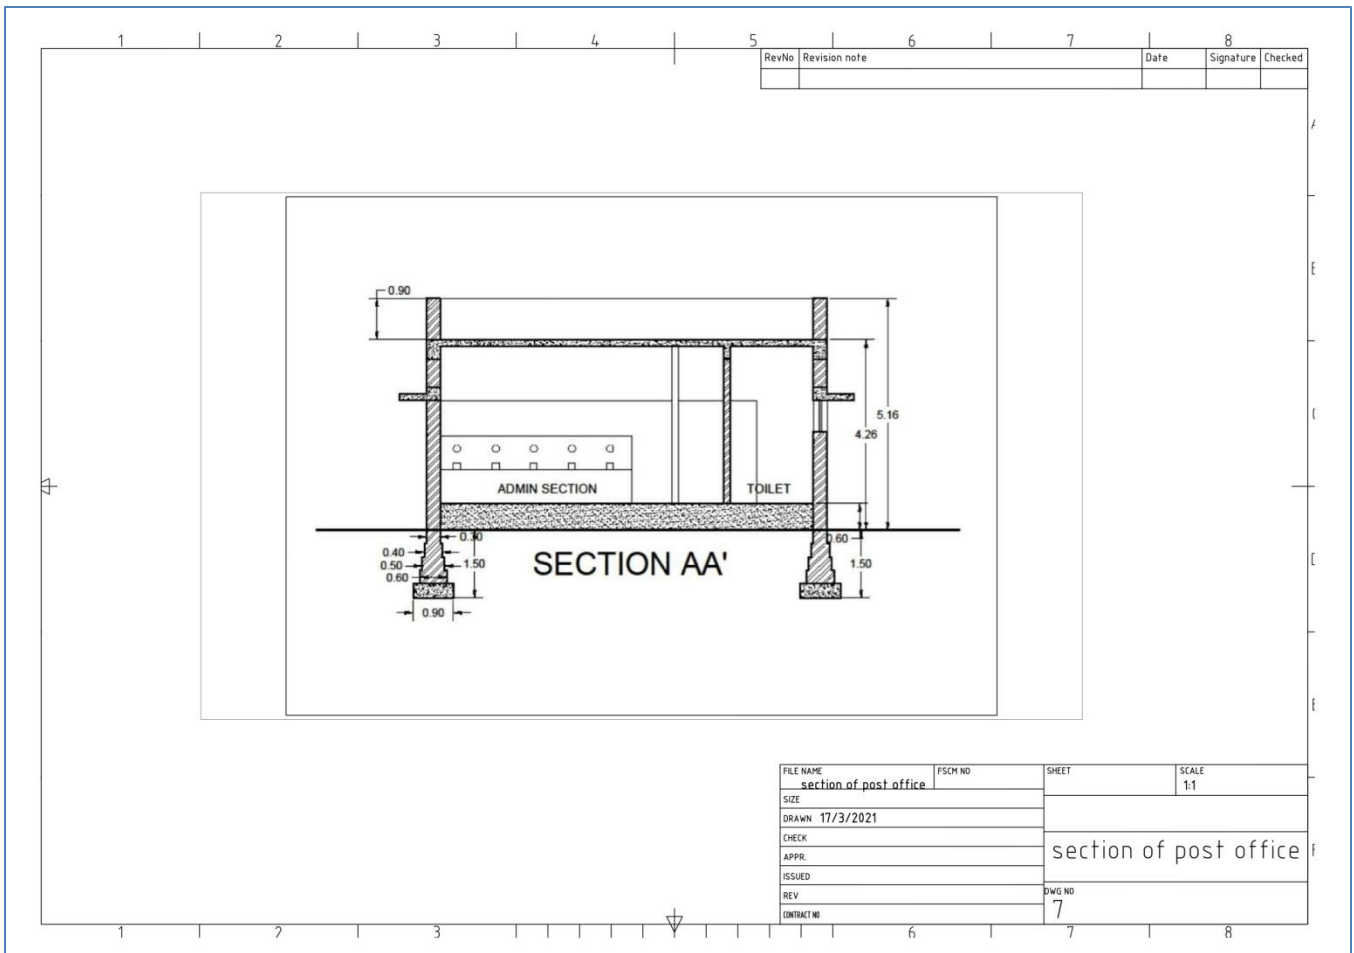 1 2 3 4 5 6 7 8
RevNo Revision note Date Signature Checked
0.90
5.16
4.26
ADMIN SECTION TOILET
0.30 0.60
0.40
0.50 1.50 1.50
0.60
0.90
SECTION AA'
FILE NAME FSCM NO SHEET SCALE
section of post office 1:1
SIZE
DRAWN 17/3/2021
CHECK
APPR.
section of post office
ISSUED
REV
DWG NO
7
CONTRACT NO
1 2 3 6 7 8